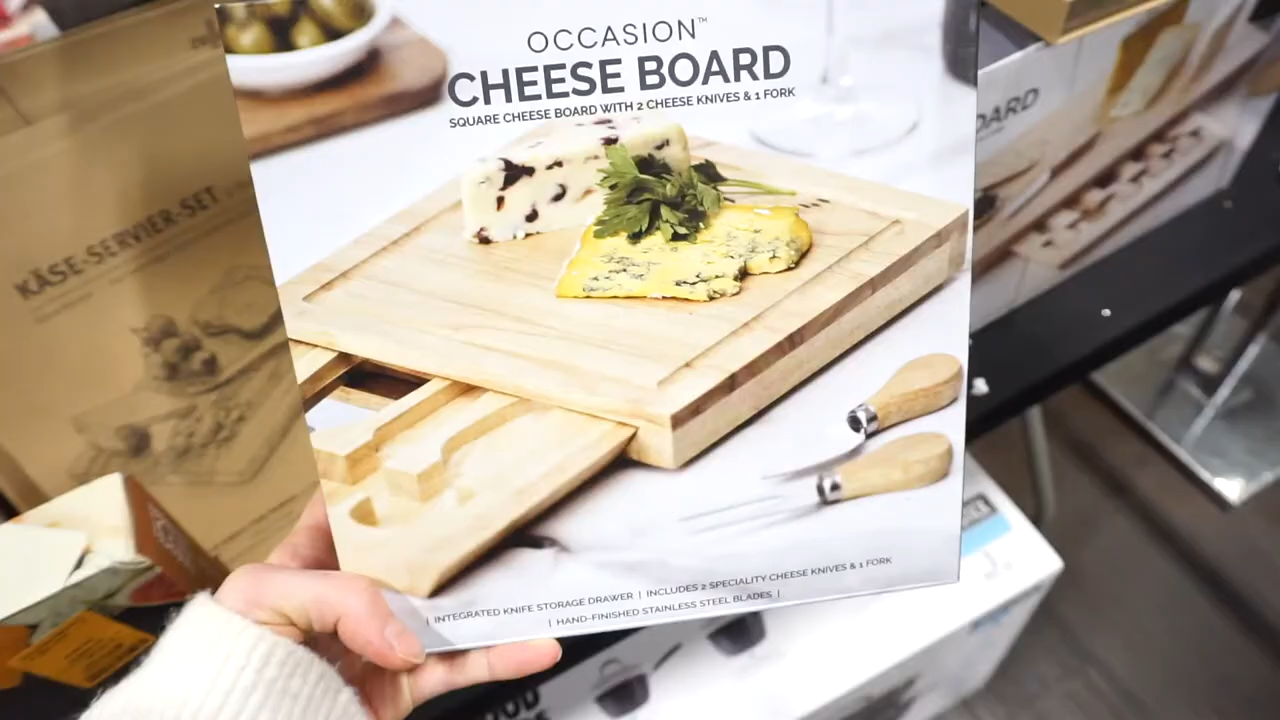 OCCASION™
CHEESE BOARD
SQUARE CHEESE BOARD WITH 2 CHEESE KNIVES & 1 FORK
KÄSE-SERVIER-SET
| INTEGRATED KNIFE STORAGE DRAWER | INCLUDES 2 SPECIALITY CHEESE KNIVES & 1 FORK
| HAND-FINISHED STAINLESS STEEL BLADES |